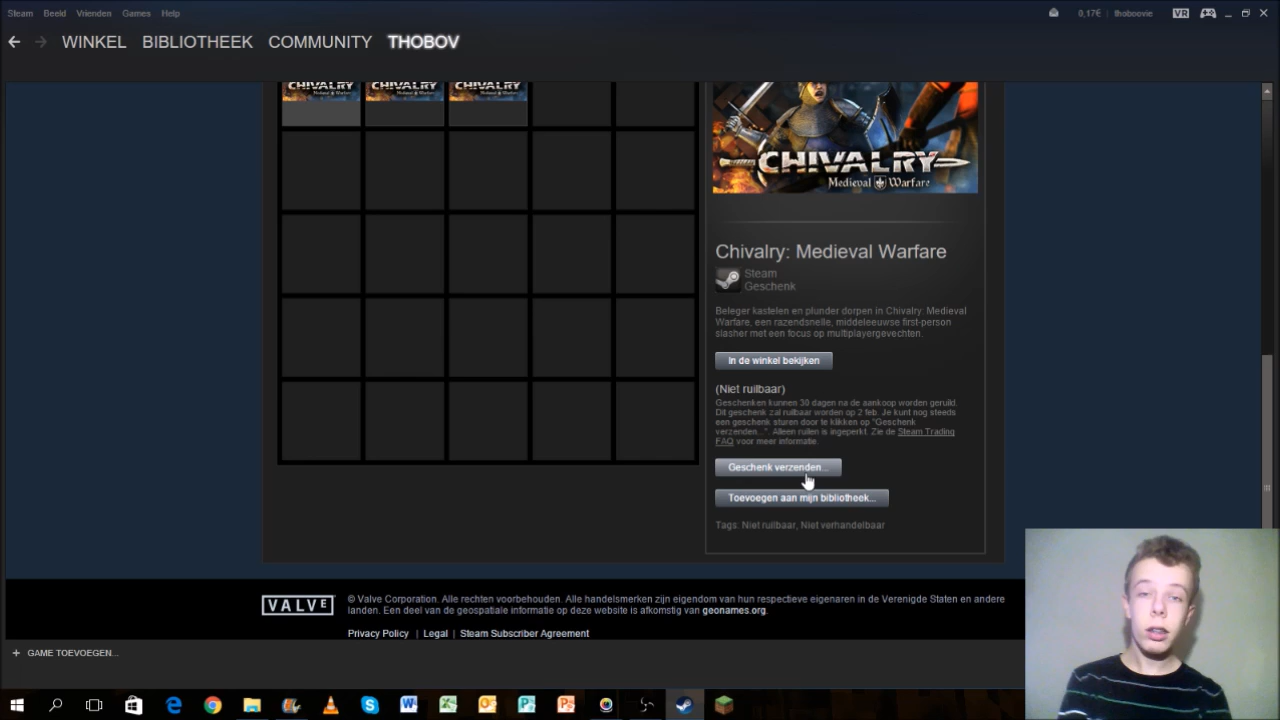 Steam Beeld Vrienden Games Help
0,17€ | thoboovie
VR
WINKEL BIBLIOTHEEK COMMUNITY THOBOV
CHIVALRY CHIVALRY CHIVALRY
Medieval Warfare Medieval Warfare Medieval Warfare
CHIVALRY
Medieval Warfare
Chivalry: Medieval Warfare
Steam
Geschenk
Beleger kastelen en plunder dorpen in Chivalry: Medieval
Warfare, een razendsnelle, middeleeuwse first-person
slasher met een focus op multiplayergevechten.
In de winkel bekijken
(Niet ruilbaar)
Geschenken kunnen 30 dagen na de aankoop worden geruild.
Dit geschenk zal ruilbaar worden op 2 feb. Je kunt nog steeds
een geschenk sturen door te klikken op "Geschenk
verzenden...". Alleen ruilen is ingeperkt. Zie de Steam Trading
FAQ voor meer informatie.
Geschenk verzenden...
Toevoegen aan mijn bibliotheek...
Tags: Niet ruilbaar, Niet verhandelbaar
VALVE
© Valve Corporation. Alle rechten voorbehouden. Alle handelsmerken zijn eigendom van hun respectieve eigenaren in de Verenigde Staten en andere
landen. Een deel van de geospatiale informatie op deze website is afkomstig van geonames.org.
Privacy Policy | Legal | Steam Subscriber Agreement
+ GAME TOEVOEGEN...